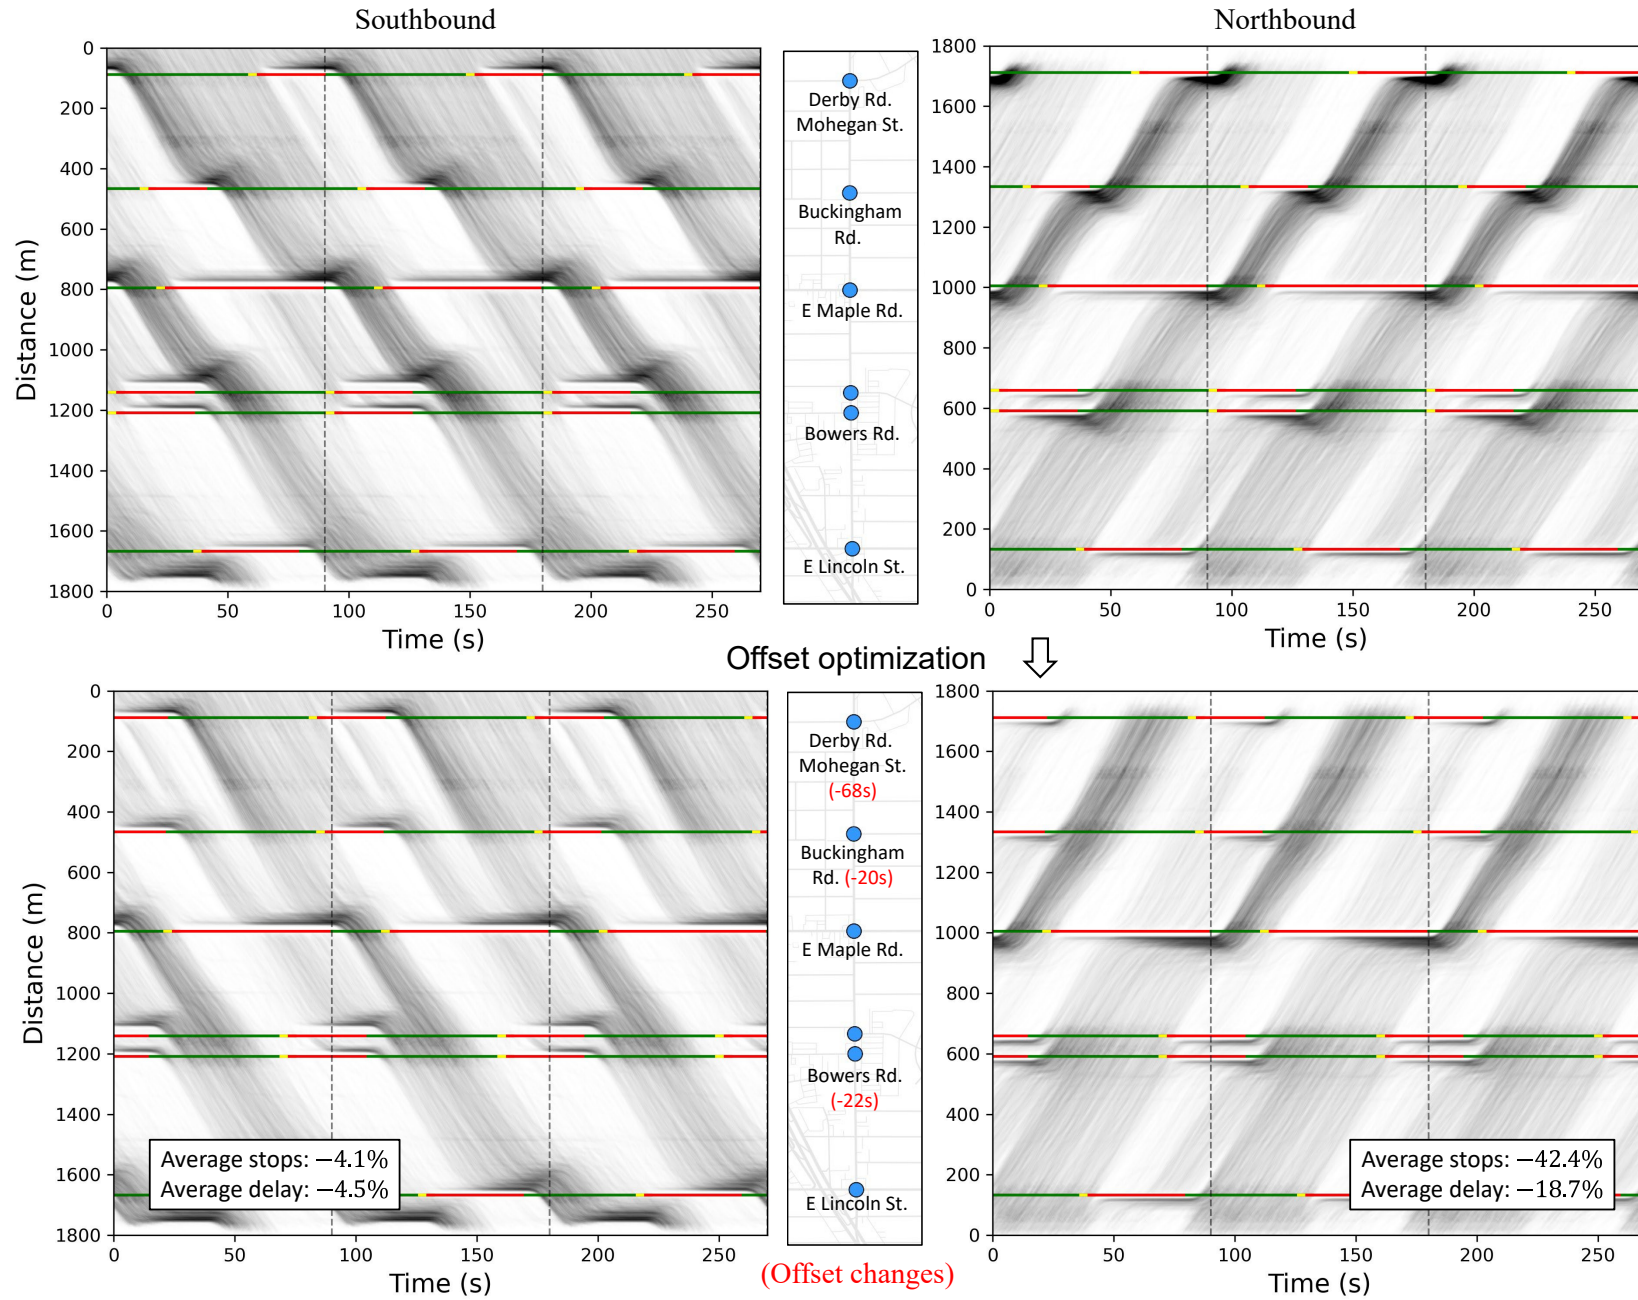 Southbound
Northbound
0
200
400
600
800
1000
1200
1400
1600
1800
Distance (m)
0
50
100
150
200
250
Time (s)
Derby Rd.
Mohegan St.
Buckingham
Rd.
E Maple Rd.
Bowers Rd.
E Lincoln St.
1800
1600
1400
1200
1000
800
600
400
200
0
0
50
100
150
200
250
Time (s)
Offset optimization
0
200
400
600
800
1000
1200
1400
1600
1800
Distance (m)
Average stops: −4.1%
Average delay: −4.5%
0
50
100
150
200
250
Time (s)
Derby Rd.
Mohegan St.
(-68s)
Buckingham
Rd. (-20s)
E Maple Rd.
Bowers Rd.
(-22s)
E Lincoln St.
(Offset changes)
1800
1600
1400
1200
1000
800
600
400
200
0
Average stops: −42.4%
Average delay: −18.7%
0
50
100
150
200
250
Time (s)